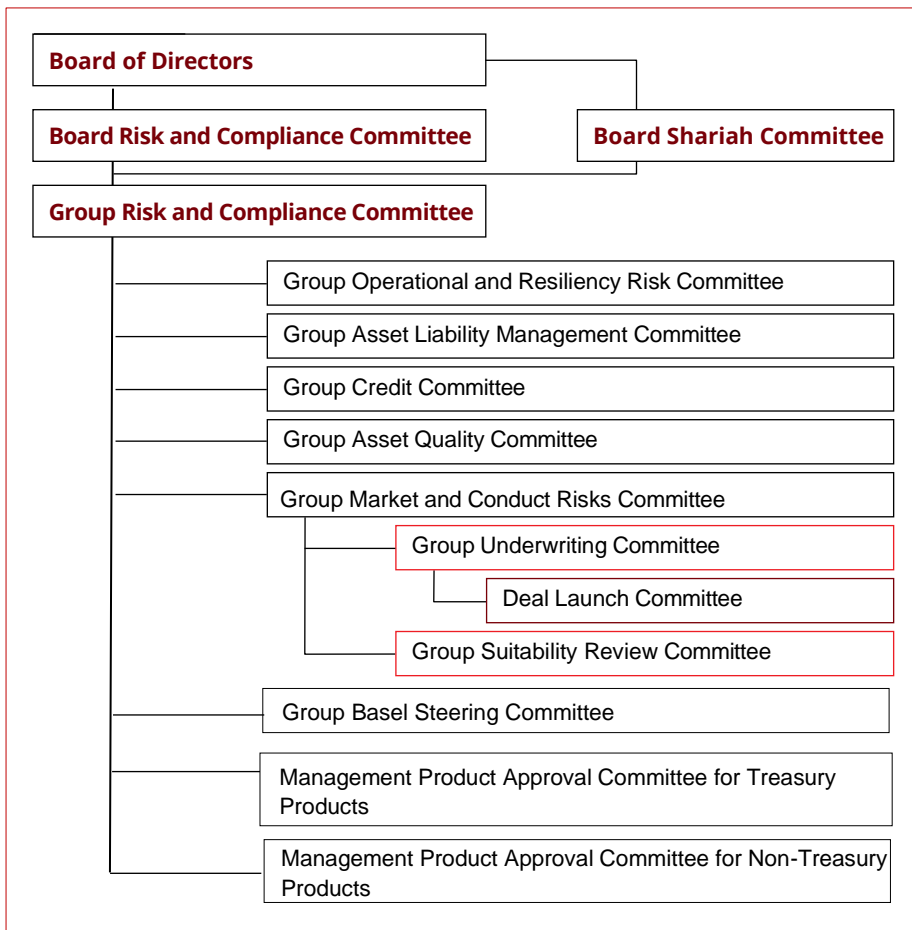 Board of Directors
Board Risk and Compliance Committee
Board Shariah Committee
Group Risk and Compliance Committee
Group Operational and Resiliency Risk Committee
Group Asset Liability Management Committee
Group Credit Committee
Group Asset Quality Committee
Group Market and Conduct Risks Committee
Group Underwriting Committee
Deal Launch Committee
Group Suitability Review Committee
Group Basel Steering Committee
Management Product Approval Committee for Treasury
Products
Management Product Approval Committee for Non-Treasury
Products